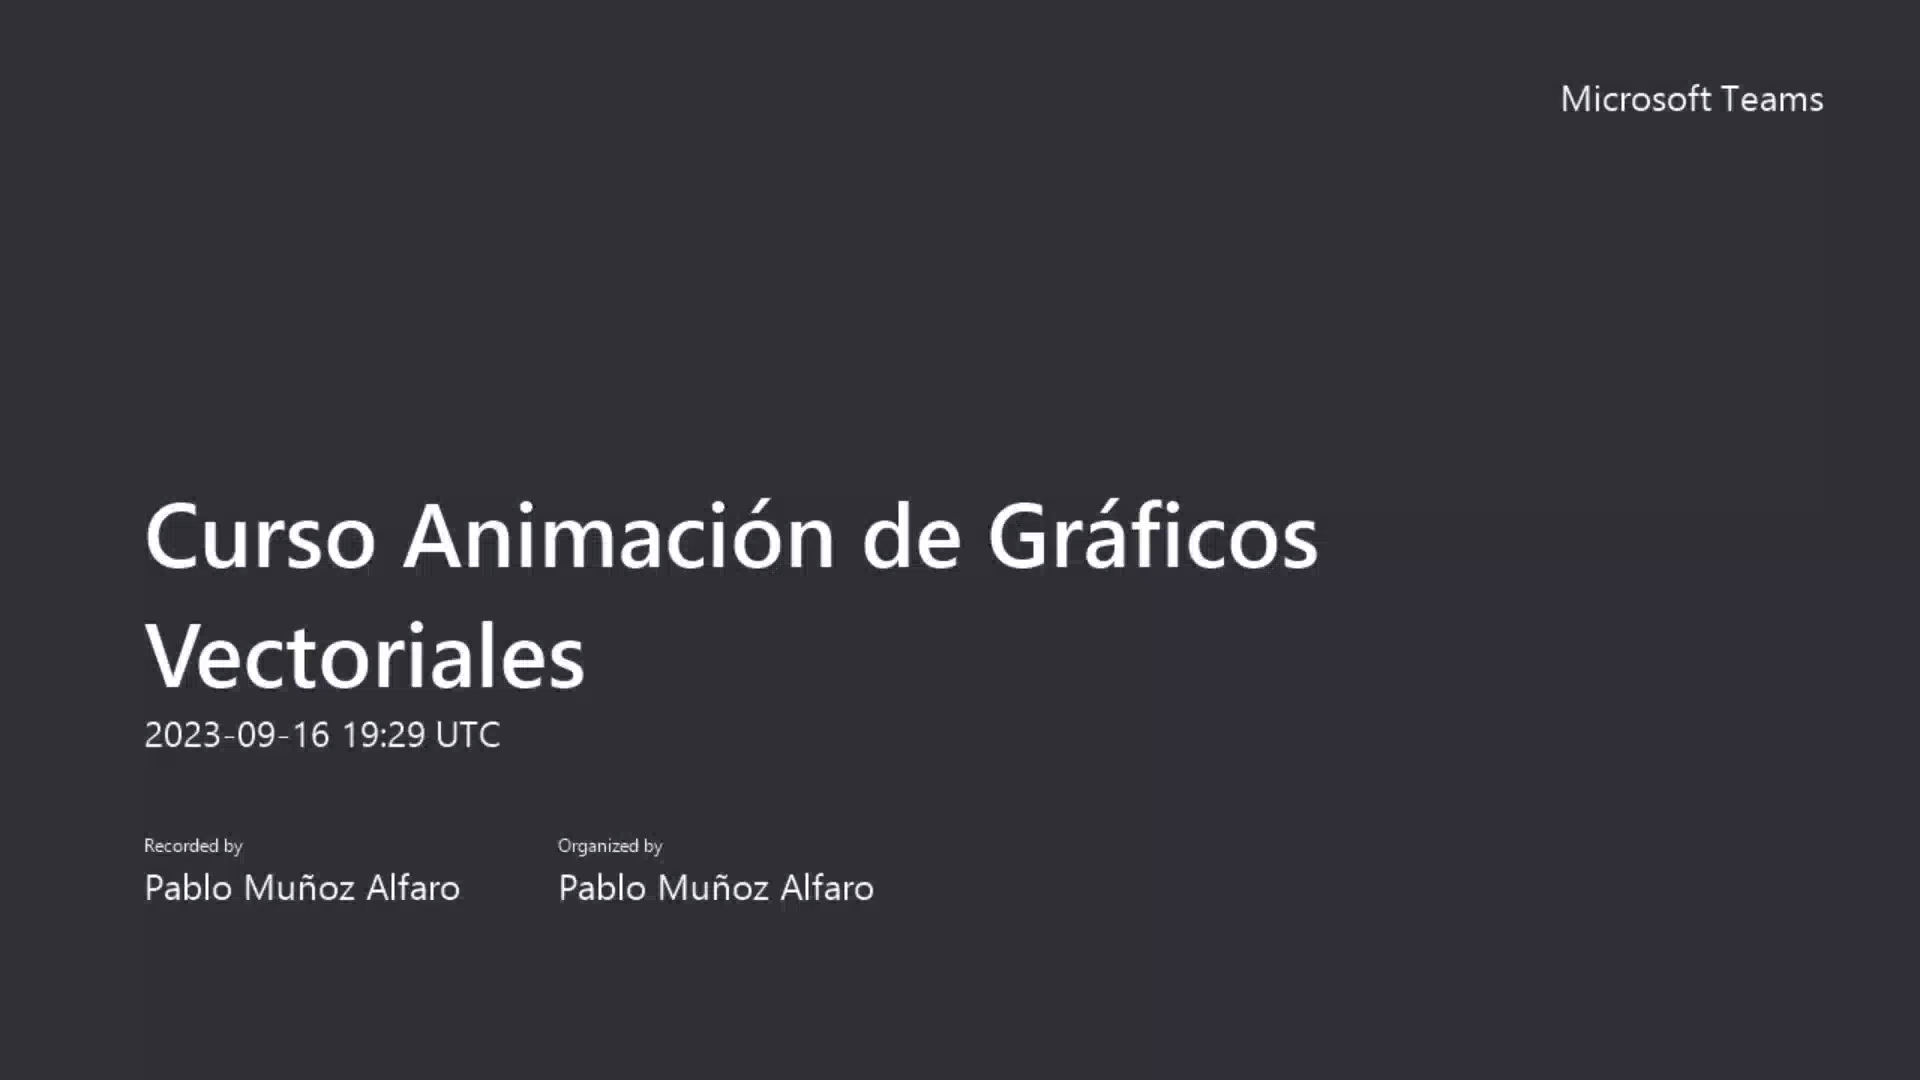 Microsoft Teams
Curso Animación de Gráficos
Vectoriales
2023-09-16 19:29 UTC
Recorded by
Pablo Muñoz Alfaro
Organized by
Pablo Muñoz Alfaro